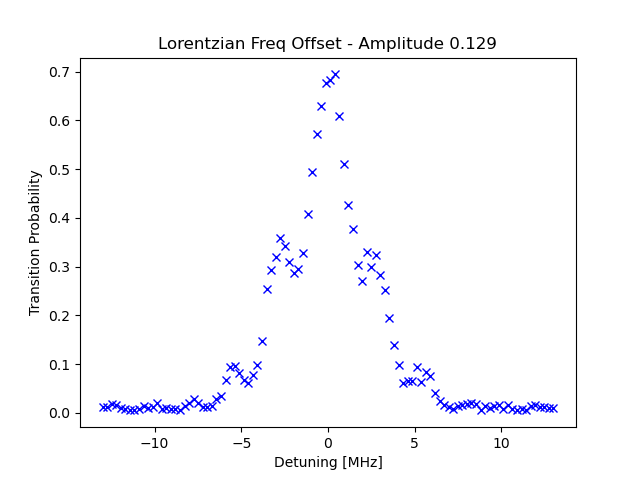 Lorentzian Freq Offset - Amplitude 0.129
Transition Probability
0.7
0.6
0.5
0.4
0.3
0.2
0.1
0.0
−10 −5 0 5 10
Detuning [MHz]